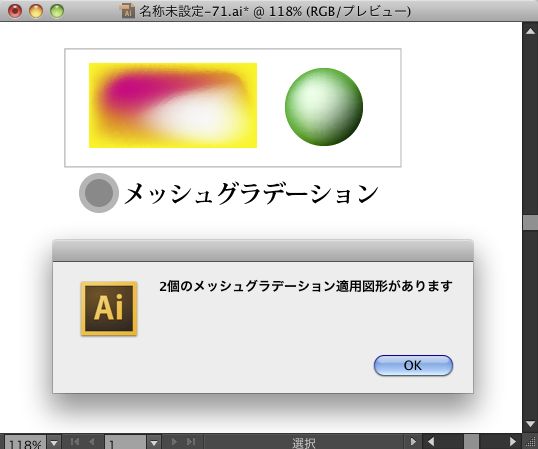 名称未設定-71.ai* @ 118% (RGB/プレビュー)
メッシュグラデーション
2個のメッシュグラデーション適用図形があります
Ai
OK
118%
1
選択